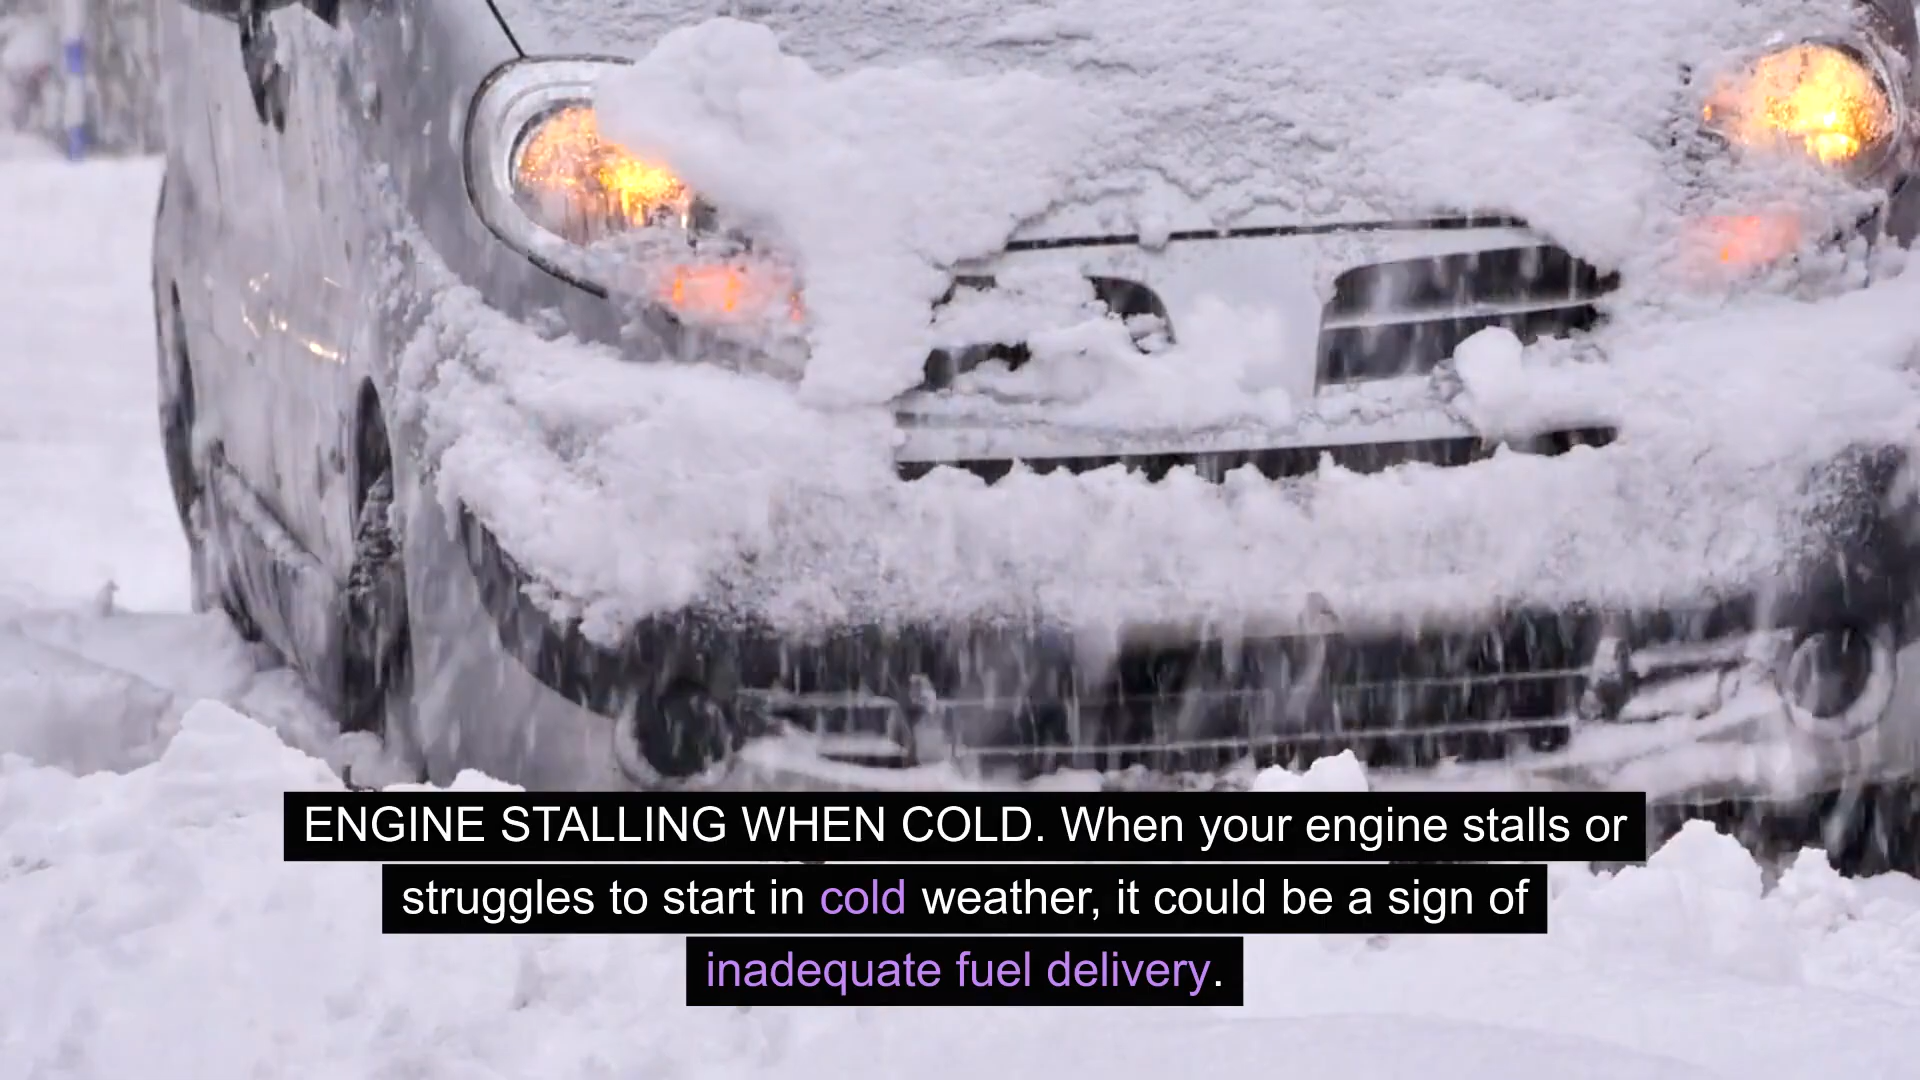 ENGINE STALLING WHEN COLD. When your engine stalls or
struggles to start in cold weather, it could be a sign of
inadequate fuel delivery.